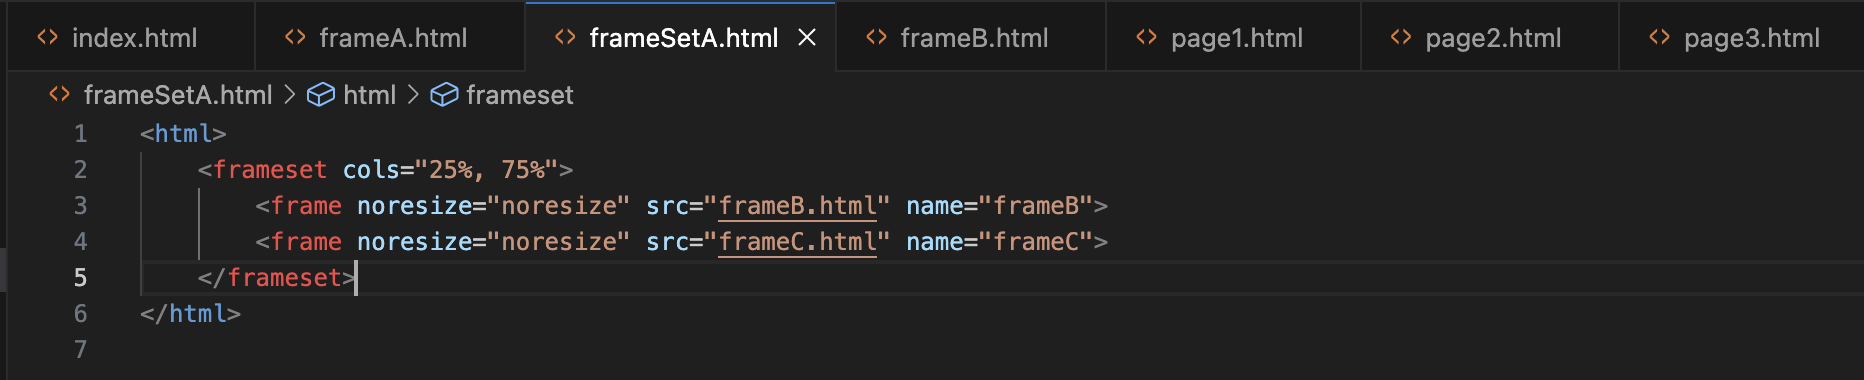 index.html frameA.html frameSetA.html frameB.html page1.html page2.html page3.html
frameSetA.html > html > frameset
1 <html>
2     <frameset cols="25%, 75%">
3         <frame noresize="noresize" src="frameB.html" name="frameB">
4         <frame noresize="noresize" src="frameC.html" name="frameC">
5     </frameset>
6 </html>
7